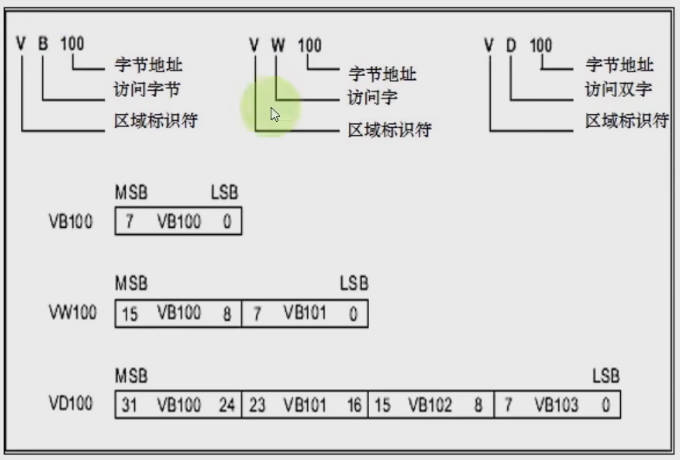 V B 100
字节地址
访问字节
区域标识符
V W 100
字节地址
访问字
区域标识符
V D 100
字节地址
访问双字
区域标识符
MSB LSB
VB100 7 VB100 0
MSB LSB
VW100 15 VB100 8 7 VB101 0
MSB LSB
VD100 31 VB100 24 23 VB101 16 15 VB102 8 7 VB103 0